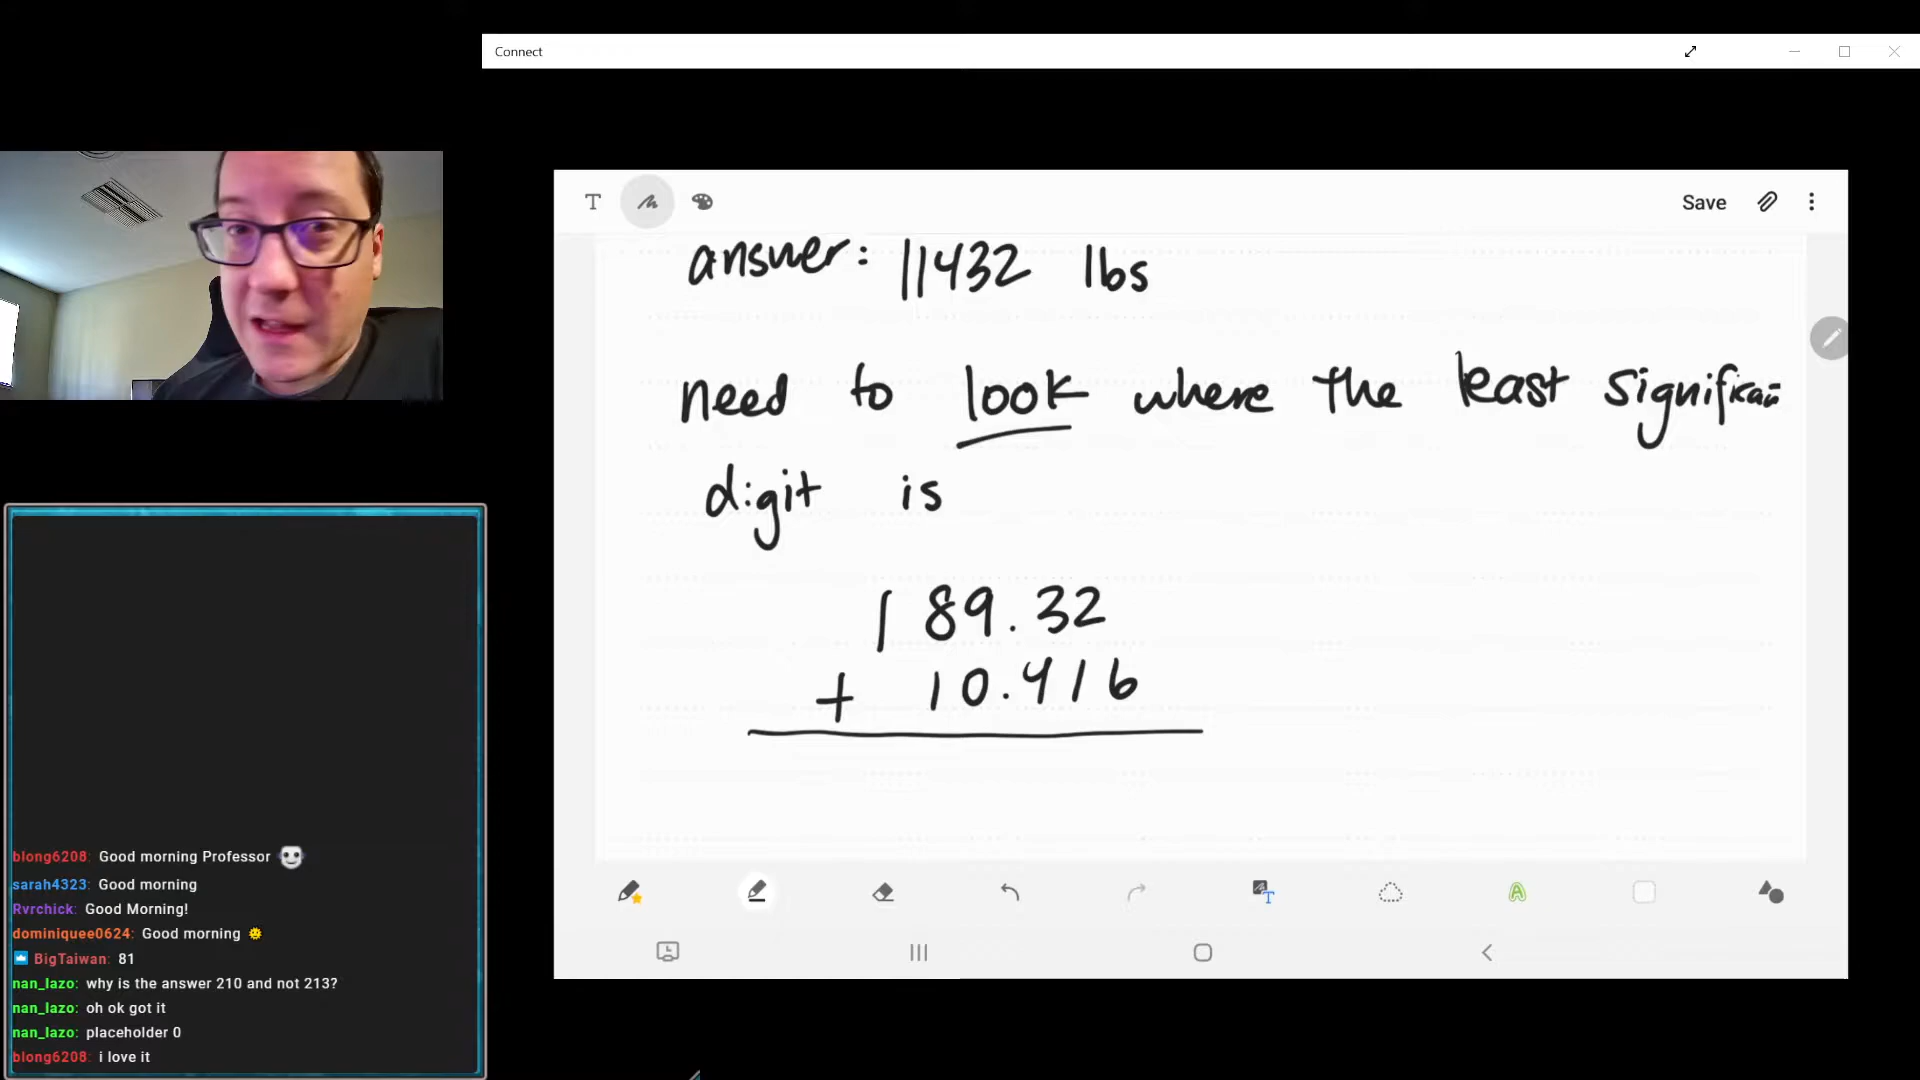 Connect
T
Save
answer: 11432 lbs
need to look where the least
digit is
189.32
+ 10.416
T
A
blong6208: Good morning Professor
sarah4323: Good morning
Rvrchick: Good Morning!
dominiquee0624: Good morning
BigTaiwan: 81
nan_lazo: why is the answer 210 and not 213?
nan_lazo: oh ok got it
nan_lazo: placeholder 0
blong6208: i love it